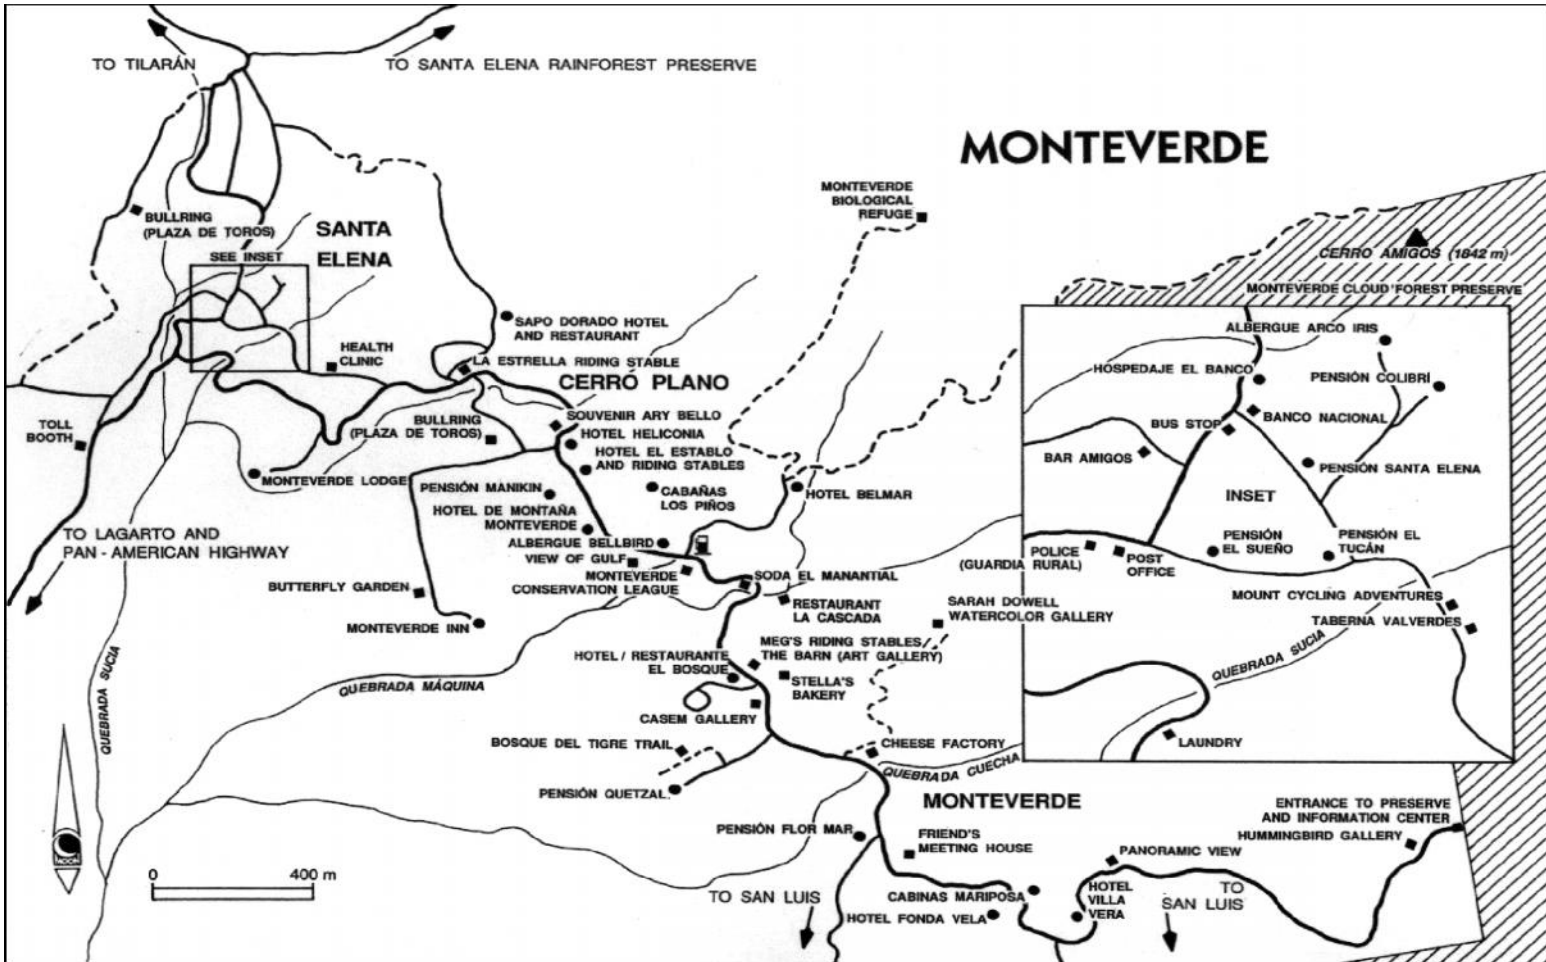 TO TILARÁN
TO SANTA ELENA RAINFOREST PRESERVE
MONTEVERDE
MONTEVERDE
BIOLOGICAL
REFUGE
BULLRING
(PLAZA DE TOROS)
SANTA
ELENA
SEE INSET
CERRO AMIGOS (1842 m)
MONTEVERDE CLOUD FOREST PRESERVE
SAPO DORADO HOTEL
AND RESTAURANT
HEALTH
CLINIC
LA ESTRELLA RIDING STABLE
CERRÓ PLANO
TOLL
BOOTH
BULLRING
(PLAZA DE TOROS)
SOUVENIR ARY BELLO
HOTEL HELICONIA
HOTEL EL ESTABLO
AND RIDING STABLES
MONTEVERDE LODGE
PENSIÓN MANIKIN
CABAÑAS
LOS PIÑOS
HOTEL BELMAR
HOTEL DE MONTAÑA
MONTEVERDE
TO LAGARTO AND
PAN-AMERICAN HIGHWAY
ALBERGUE BELLBIRD
VIEW OF GULF
MONTEVERDE
CONSERVATION LEAGUE
SODA EL MANANTIAL
BUTTERFLY GARDEN
RESTAURANT
LA CASCADA
SARAH DOWELL
WATERCOLOR GALLERY
MONTEVERDE INN
MEG'S RIDING STABLES
THE BARN (ART GALLERY)
HOTEL / RESTAURANTE
EL BOSQUE
STELLA'S
BAKERY
QUEBRADA SUCIA
QUEBRADA MÁQUINA
CASEM GALLERY
BOSQUE DEL TIGRE TRAIL
CHEESE FACTORY
QUEBRADA CUECHA
PENSIÓN QUETZAL
MONTEVERDE
PENSIÓN FLOR MAR
FRIEND'S
MEETING HOUSE
ENTRANCE TO PRESERVE
AND INFORMATION CENTER
HUMMINGBIRD GALLERY
PANORAMIC VIEW
MOON
0
400 m
TO SAN LUIS
CABINAS MARIPOSA
HOTEL FONDA VELA
HOTEL
VILLA
VERA
TO
SAN LUIS
ALBERGUE ARCO IRIS
HOSPEDAJE EL BANCO
PENSIÓN COLIBRÍ
BANCO NACIONAL
BUS STOP
BAR AMIGOS
PENSIÓN SANTA ELENA
INSET
POLICE
(GUARDIA RURAL)
POST
OFFICE
PENSIÓN
EL SUEÑO
PENSIÓN EL
TUCÁN
MOUNT CYCLING ADVENTURES
TABERNA VALVERDES
QUEBRADA SUCIA
LAUNDRY